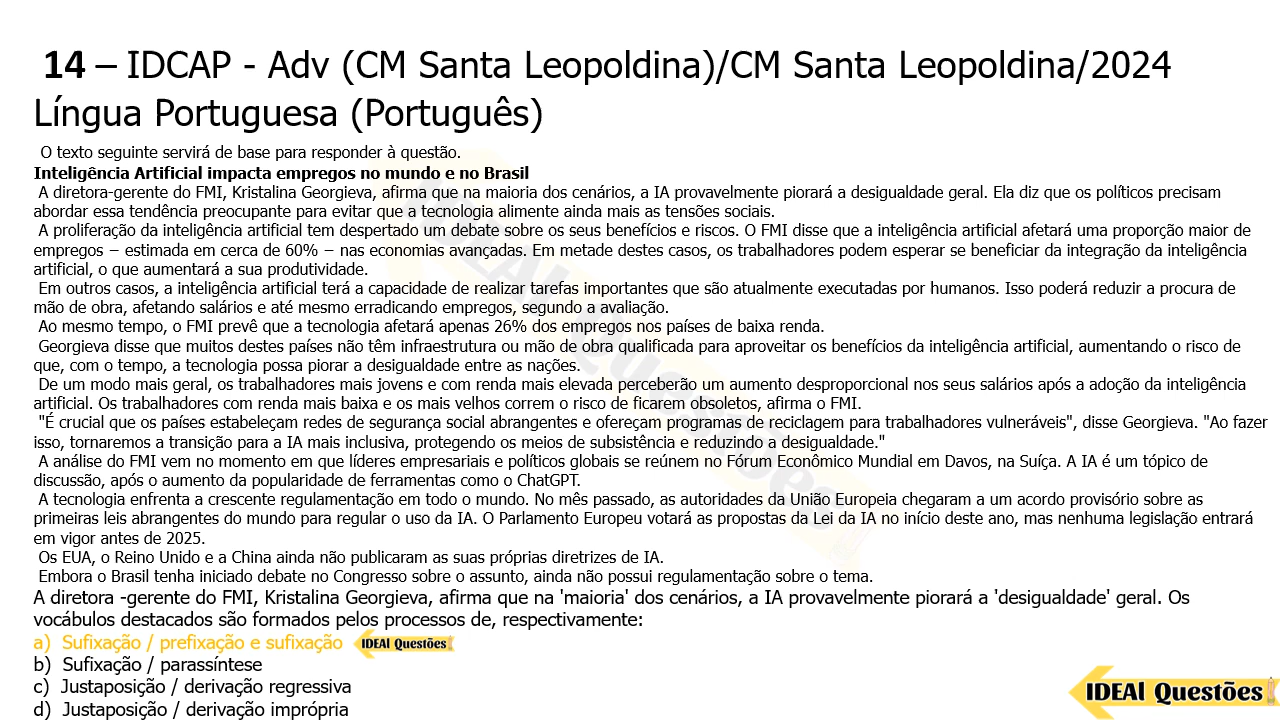 14 – IDCAP - Adv (CM Santa Leopoldina)/CM Santa Leopoldina/2024
Língua Portuguesa (Português)
O texto seguinte servirá de base para responder à questão.
Inteligência Artificial impacta empregos no mundo e no Brasil
A diretora-gerente do FMI, Kristalina Georgieva, afirma que na maioria dos cenários, a IA provavelmente piorará a desigualdade geral. Ela diz que os políticos precisam
abordar essa tendência preocupante para evitar que a tecnologia alimente ainda mais as tensões sociais.
A proliferação da inteligência artificial tem despertado um debate sobre os seus benefícios e riscos. O FMI disse que a inteligência artificial afetará uma proporção maior de
empregos − estimada em cerca de 60% − nas economias avançadas. Em metade destes casos, os trabalhadores podem esperar se beneficiar da integração da inteligência
artificial, o que aumentará a sua produtividade.
Em outros casos, a inteligência artificial terá a capacidade de realizar tarefas importantes que são atualmente executadas por humanos. Isso poderá reduzir a procura de
mão de obra, afetando salários e até mesmo erradicando empregos, segundo a avaliação.
Ao mesmo tempo, o FMI prevê que a tecnologia afetará apenas 26% dos empregos nos países de baixa renda.
Georgieva disse que muitos destes países não têm infraestrutura ou mão de obra qualificada para aproveitar os benefícios da inteligência artificial, aumentando o risco de
que, com o tempo, a tecnologia possa piorar a desigualdade entre as nações.
De um modo mais geral, os trabalhadores mais jovens e com renda mais elevada perceberão um aumento desproporcional nos seus salários após a adoção da inteligência
artificial. Os trabalhadores com renda mais baixa e os mais velhos correm o risco de ficarem obsoletos, afirma o FMI.
"É crucial que os países estabeleçam redes de segurança social abrangentes e ofereçam programas de reciclagem para trabalhadores vulneráveis", disse Georgieva. "Ao fazer
isso, tornaremos a transição para a IA mais inclusiva, protegendo os meios de subsistência e reduzindo a desigualdade."
A análise do FMI vem no momento em que líderes empresariais e políticos globais se reúnem no Fórum Econômico Mundial em Davos, na Suíça. A IA é um tópico de
discussão, após o aumento da popularidade de ferramentas como o ChatGPT.
A tecnologia enfrenta a crescente regulamentação em todo o mundo. No mês passado, as autoridades da União Europeia chegaram a um acordo provisório sobre as
primeiras leis abrangentes do mundo para regular o uso da IA. O Parlamento Europeu votará as propostas da Lei da IA no início deste ano, mas nenhuma legislação entrará
em vigor antes de 2025.
Os EUA, o Reino Unido e a China ainda não publicaram as suas próprias diretrizes de IA.
Embora o Brasil tenha iniciado debate no Congresso sobre o assunto, ainda não possui regulamentação sobre o tema.
A diretora -gerente do FMI, Kristalina Georgieva, afirma que na 'maioria' dos cenários, a IA provavelmente piorará a 'desigualdade' geral. Os
vocábulos destacados são formados pelos processos de, respectivamente:
a) Sufixação / prefixação e sufixação IDEAl Questões
b) Sufixação / parassíntese
c) Justaposição / derivação regressiva
d) Justaposição / derivação imprópria
IDEAl Questões
IDEAl Questões